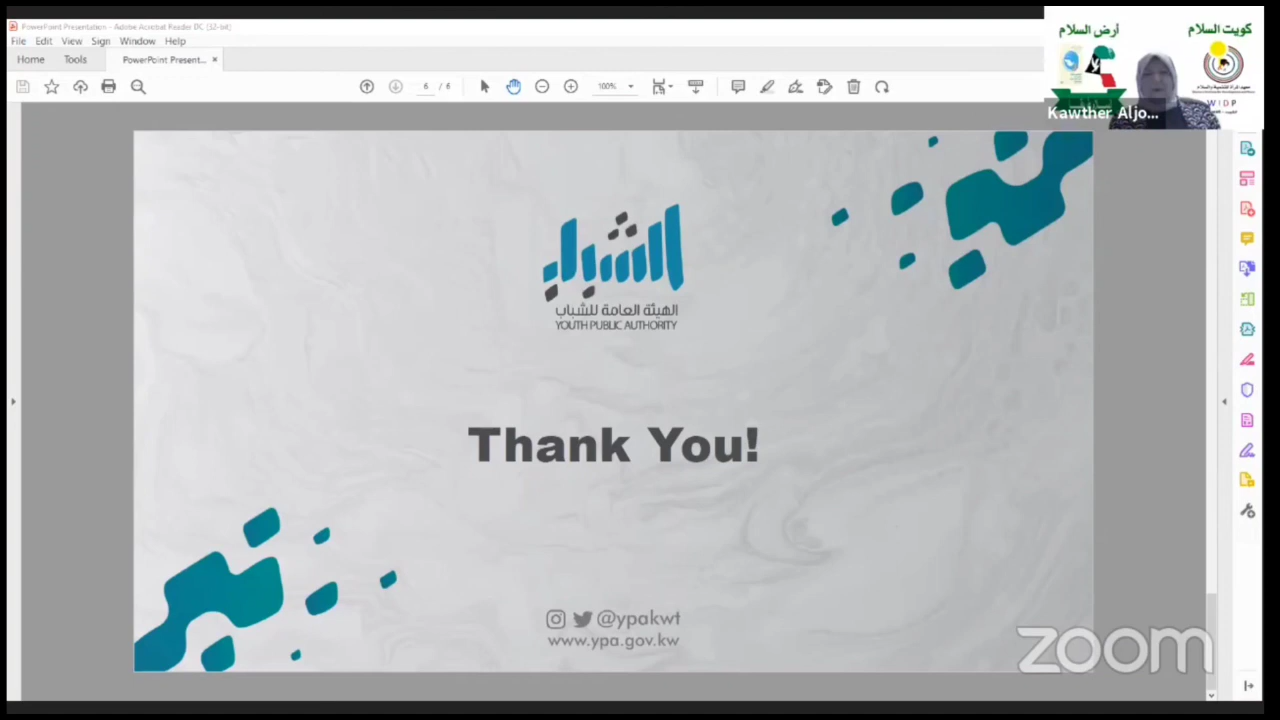 PowerPoint Presentation - Adobe Acrobat Reader DC (32-bit)
File Edit View Sign Window Help
Home Tools PowerPoint Present... ×
6 / 6 100%
أرض السلام
كويت السلام
WIDP
Kawther Aljo...
الشباب
الهيئة العامة للشباب
YOUTH PUBLIC AUTHORITY
Thank You!
@ypakwt
www.ypa.gov.kw
zoom